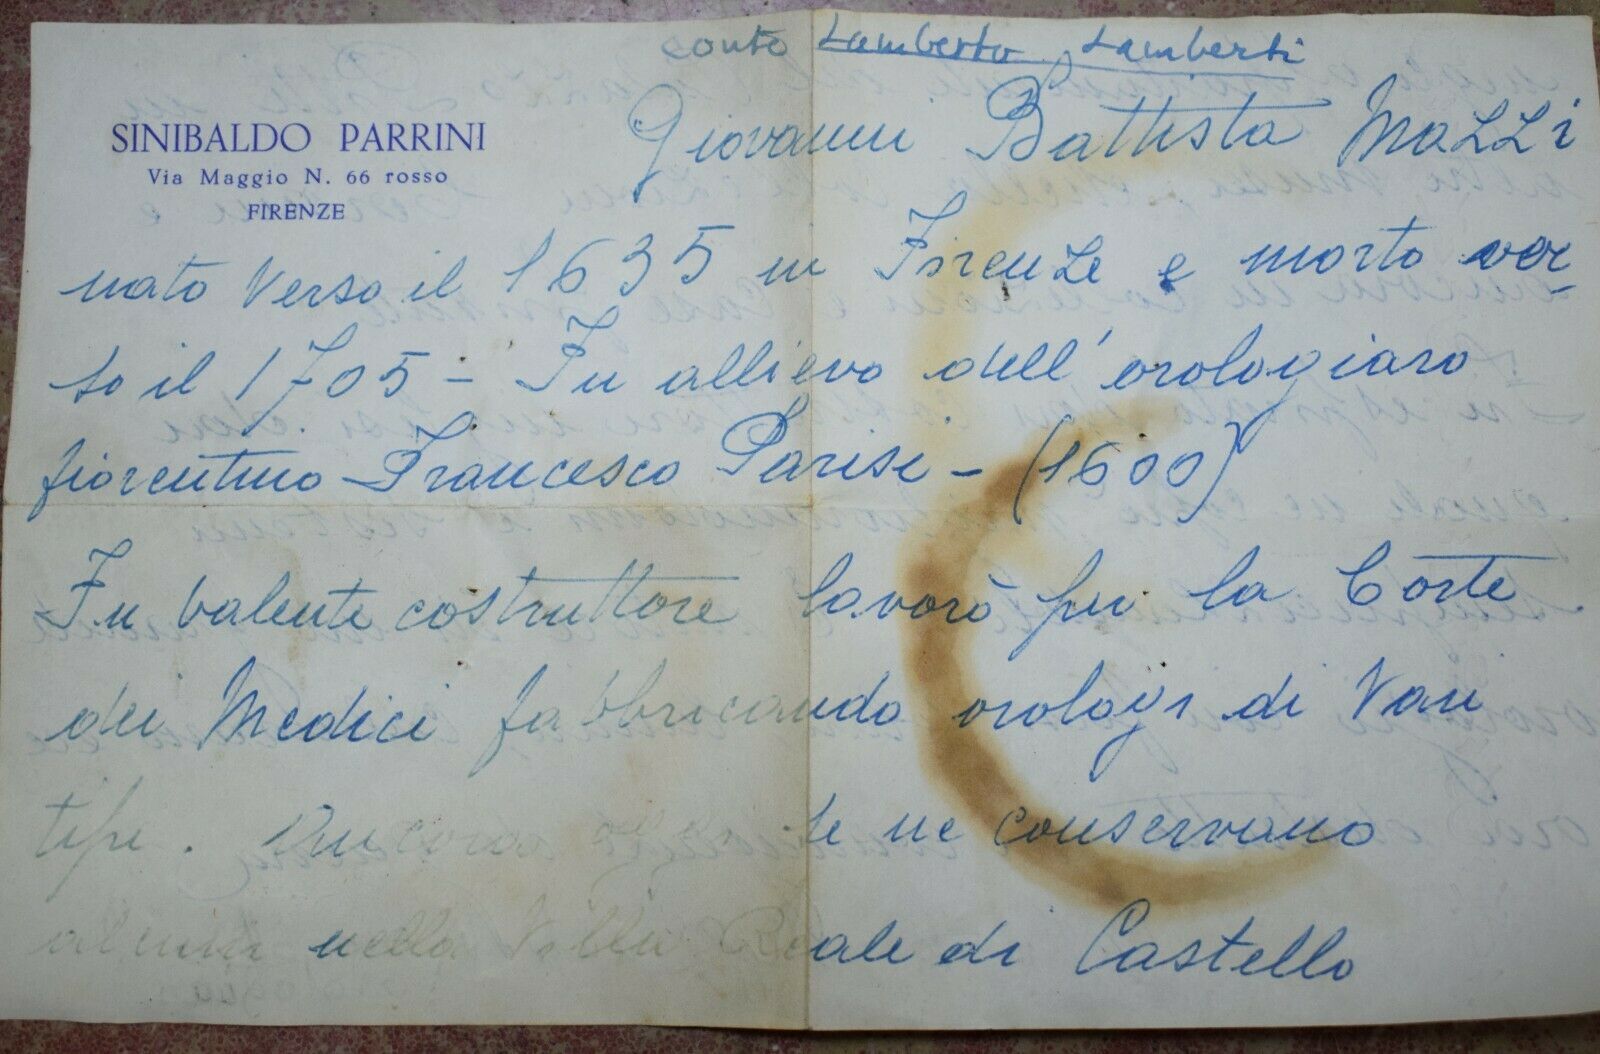 conto Lamberto Lamberti
SINIBALDO PARRINI
Via Maggio N. 66 rosso
FIRENZE
Giovanni Battista Mazzi
nato verso il 1635 in Firenze e morto ver-
so il 1705 - Fu allievo dell' orologiaro
fiorentino - Francesco Parisi - (1600)
Fu valente costruttore lavorò per la Corte
dei Medici fabbricando orologi di vari
tipi. Ancora oggi se ne conservano
alcuni nella Villa Reale di Castello